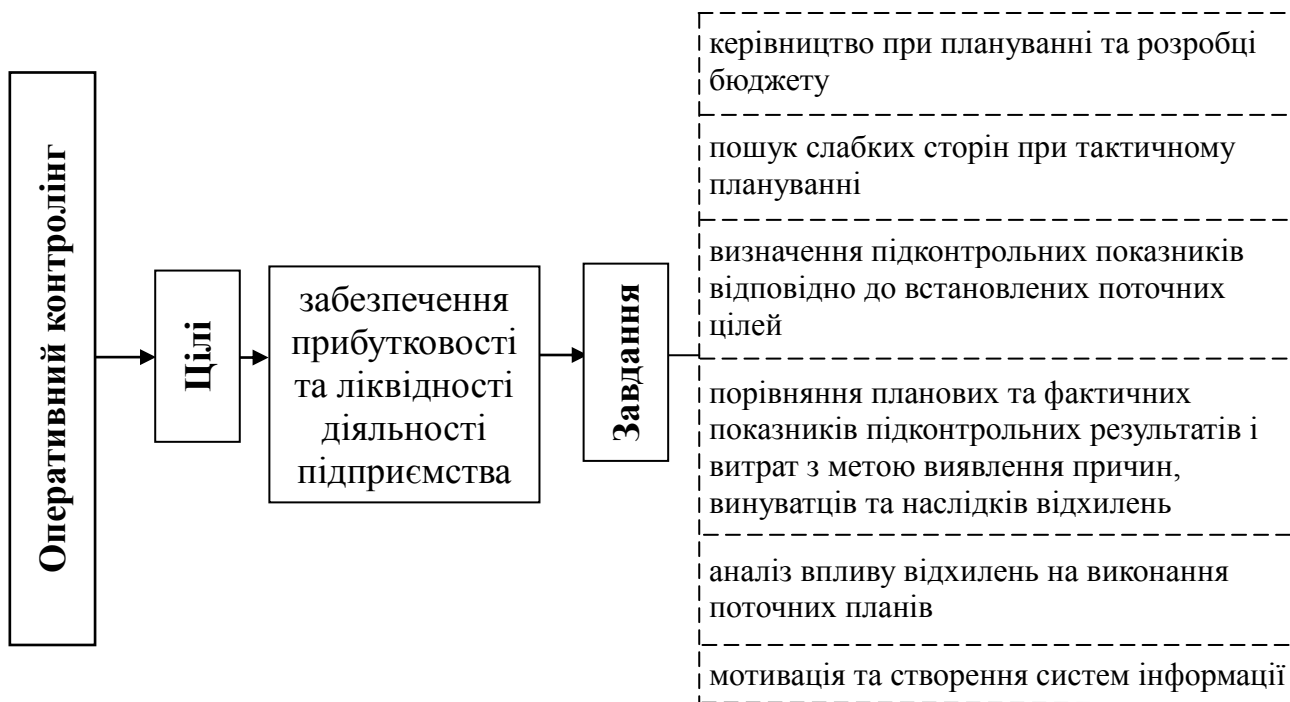 Оперативний контролінг
Цілі
забезпечення
прибутковості
та ліквідності
діяльності
підприємства
Завдання
керівництво при плануванні та розробці
бюджету
пошук слабких сторін при тактичному
плануванні
визначення підконтрольних показників
відповідно до встановлених поточних
цілей
порівняння планових та фактичних
показників підконтрольних результатів і
витрат з метою виявлення причин,
винуватців та наслідків відхилень
аналіз впливу відхилень на виконання
поточних планів
мотивація та створення систем інформації